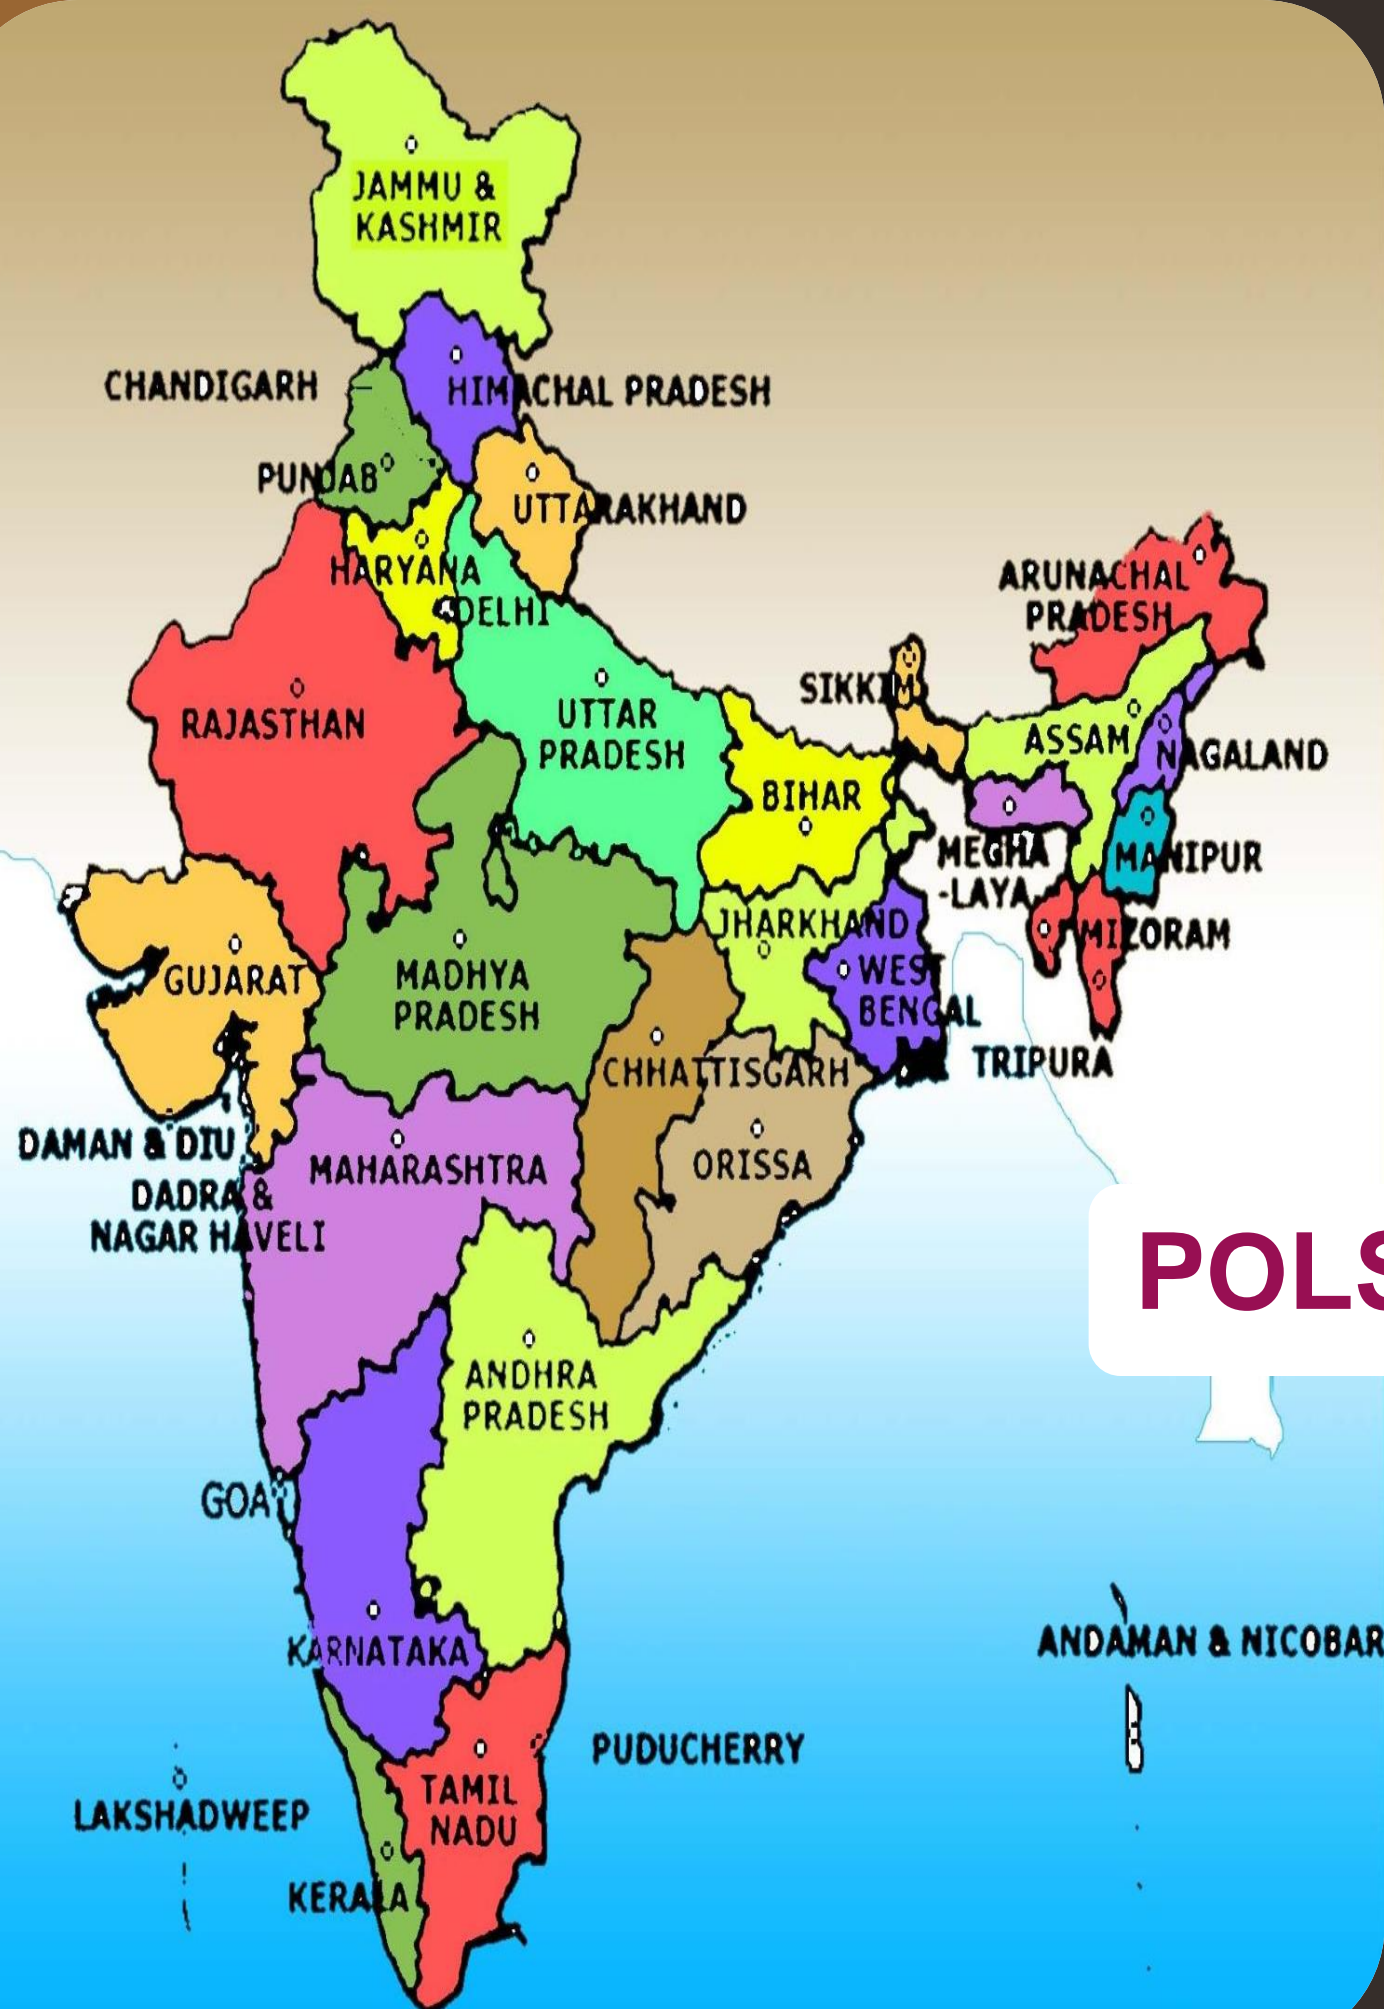 JAMMU &
KASHMIR
CHANDIGARH
HIMACHAL PRADESH
PUNJAB
UTTARAKHAND
HARYANA
DELHI
ARUNACHAL
PRADESH
SIKKIM
RAJASTHAN
UTTAR
PRADESH
ASSAM
NAGALAND
BIHAR
MEGHA
-LAYA
MANIPUR
JHARKHAND
MIZORAM
GUJARAT
MADHYA
PRADESH
WEST
BENGAL
CHHATTISGARH
TRIPURA
DAMAN & DIU
MAHARASHTRA
ORISSA
DADRA &
NAGAR HAVELI
POLS
ANDHRA
PRADESH
GOA
KARNATAKA
ANDAMAN & NICOBAR
PUDUCHERRY
TAMIL
NADU
LAKSHADWEEP
KERALA